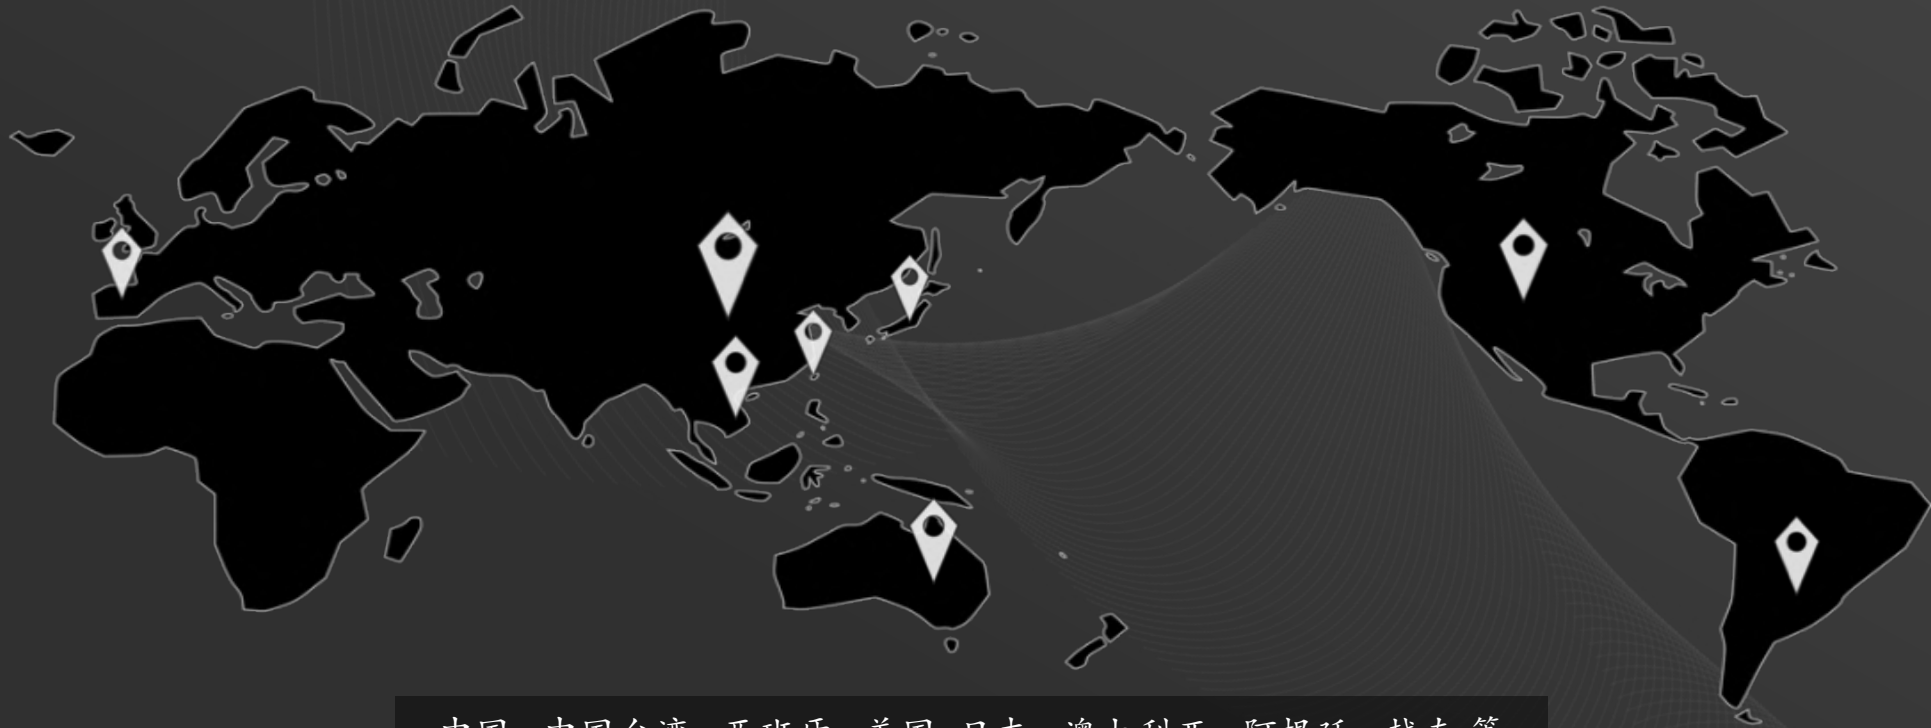 中国 中国台湾 西班牙 美国 日本 澳大利亚 阿根廷 越南 等